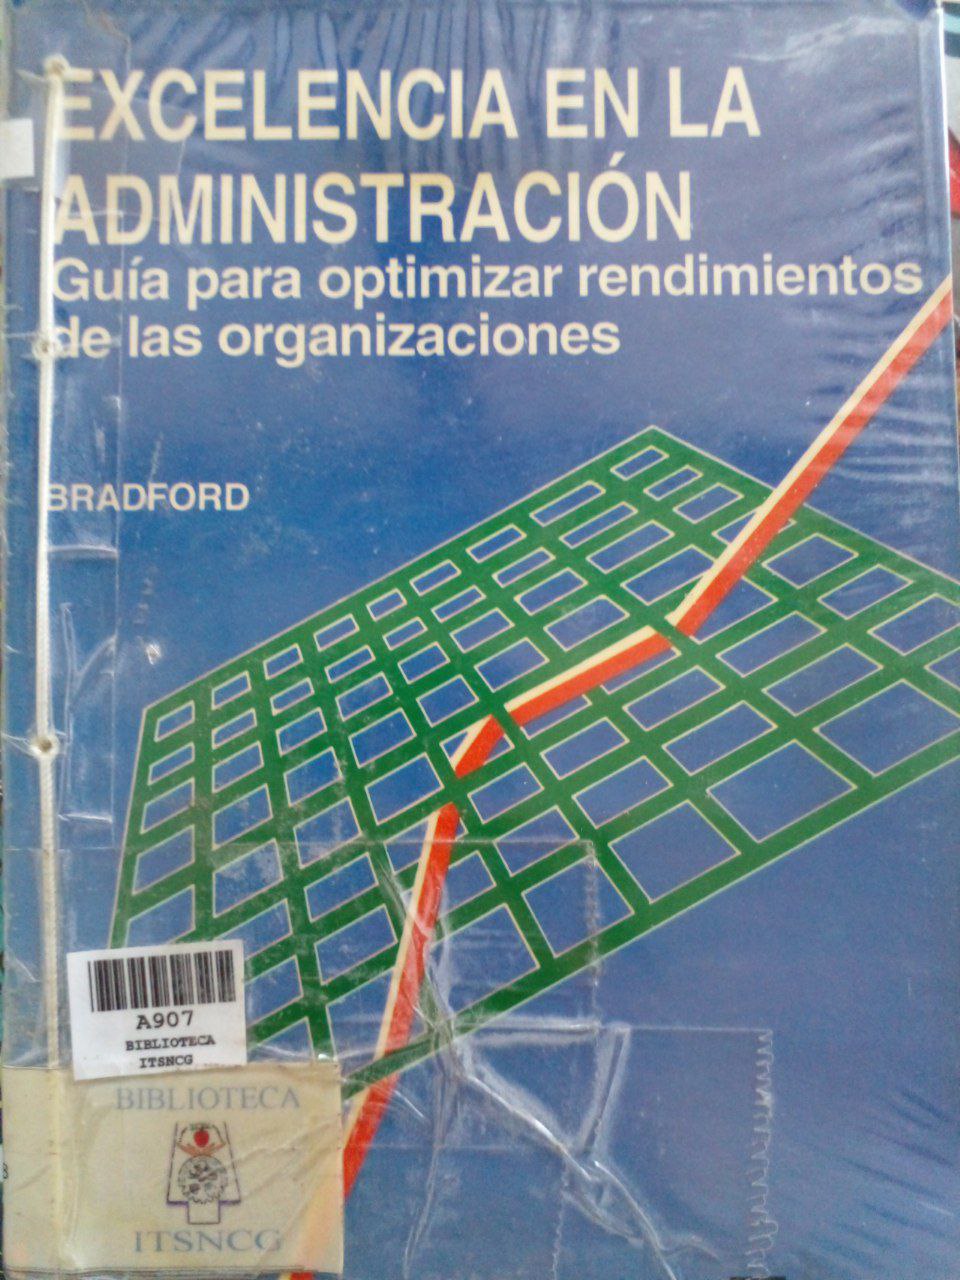 EXCELENCIA EN LA
ADMINISTRACIÓN
Guía para optimizar rendimientos
de las organizaciones
BRADFORD
A907
BIBLIOTECA
ITSNCG
BIBLIOTECA
ITSNCG